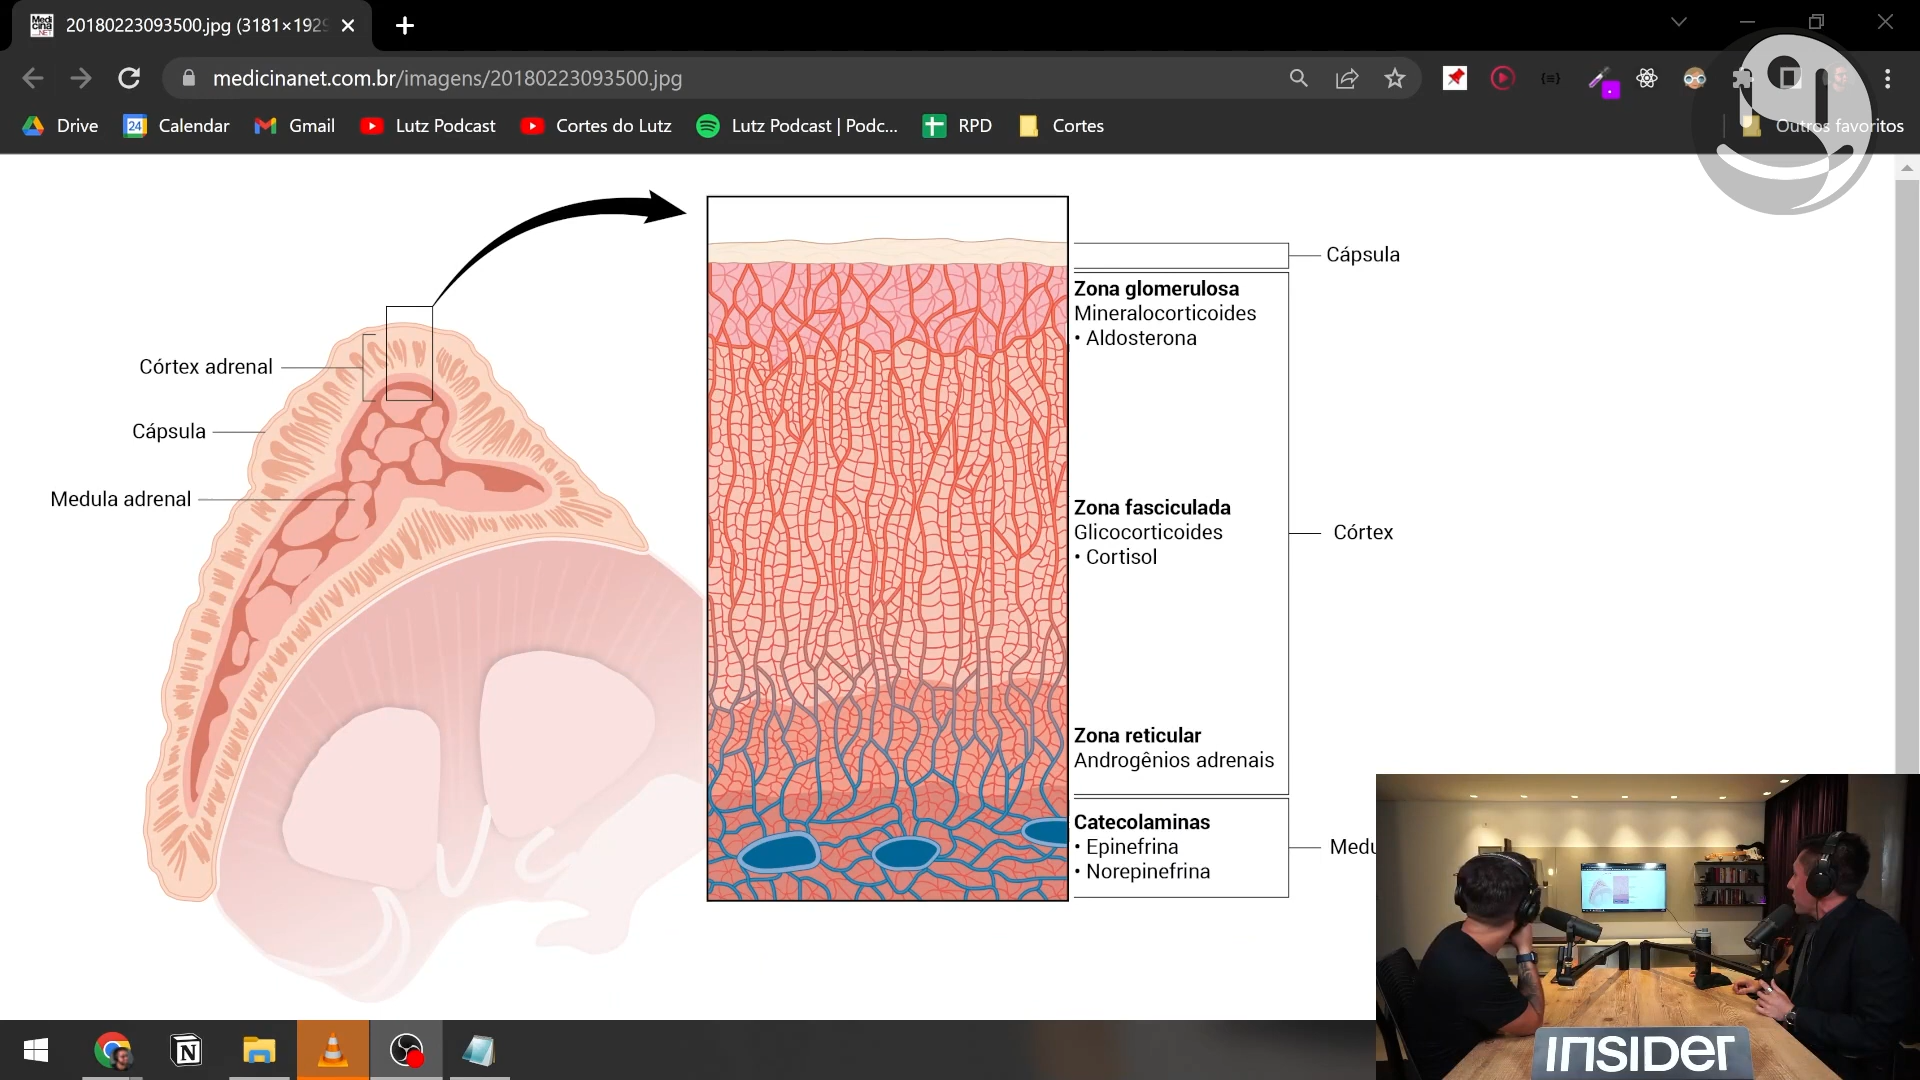 20180223093500.jpg (3181×1929
medicinanet.com.br/imagens/20180223093500.jpg
Drive
Calendar
Gmail
Lutz Podcast
Cortes do Lutz
Lutz Podcast | Podc...
RPD
Cortes
Outros favoritos
Cápsula
Zona glomerulosa
Mineralocorticoides
• Aldosterona
Córtex adrenal
Cápsula
Medula adrenal
Zona fasciculada
Glicocorticoides
• Cortisol
Córtex
Zona reticular
Androgênios adrenais
Catecolaminas
• Epinefrina
• Norepinefrina
Medu
INSIDER